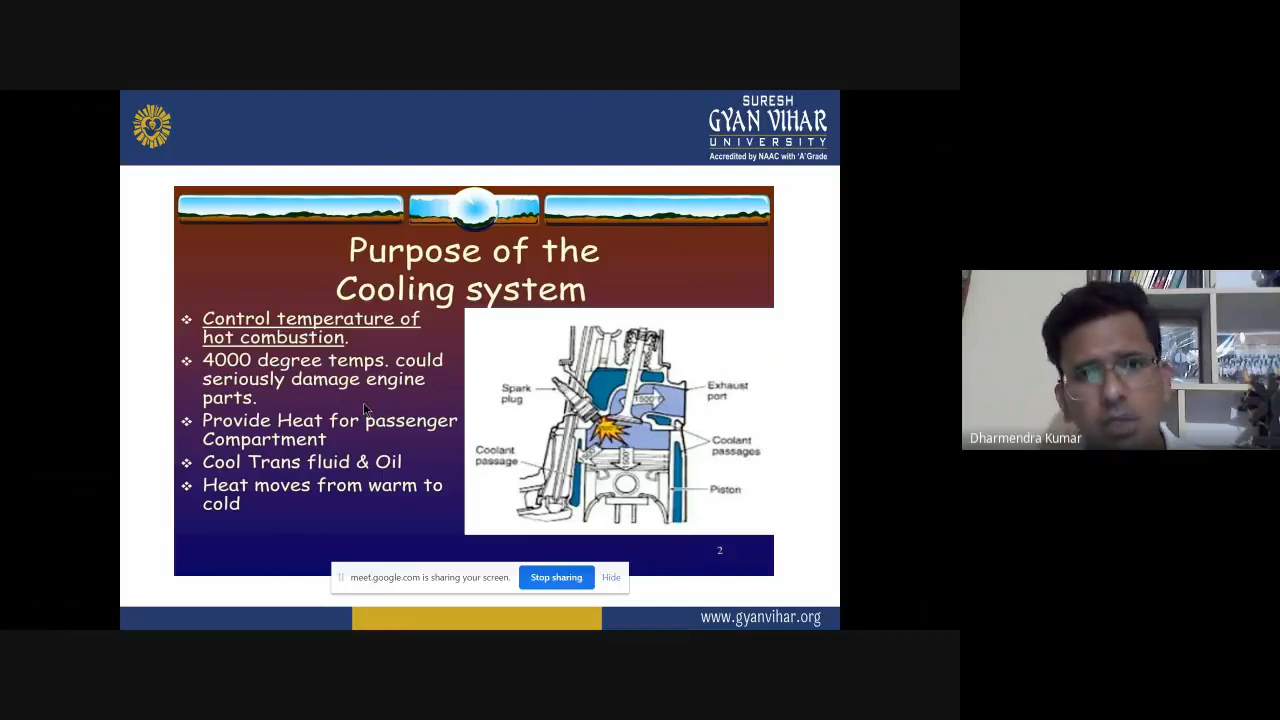 SURESH
GYAN VIHAR
UNIVERSITY
Accredited by NAAC with 'A' Grade
Purpose of the
Cooling system
Control temperature of
hot combustion.
4000 degree temps. could
seriously damage engine
parts.
Provide Heat for passenger
Compartment
Cool Trans fluid & Oil
Heat moves from warm to
cold
Spark
plug
1500°F
Exhaust
port
Coolant
passage
Coolant
passages
Piston
2
meet.google.com is sharing your screen.
Stop sharing
Hide
www.gyanvihar.org
Dharmendra Kumar